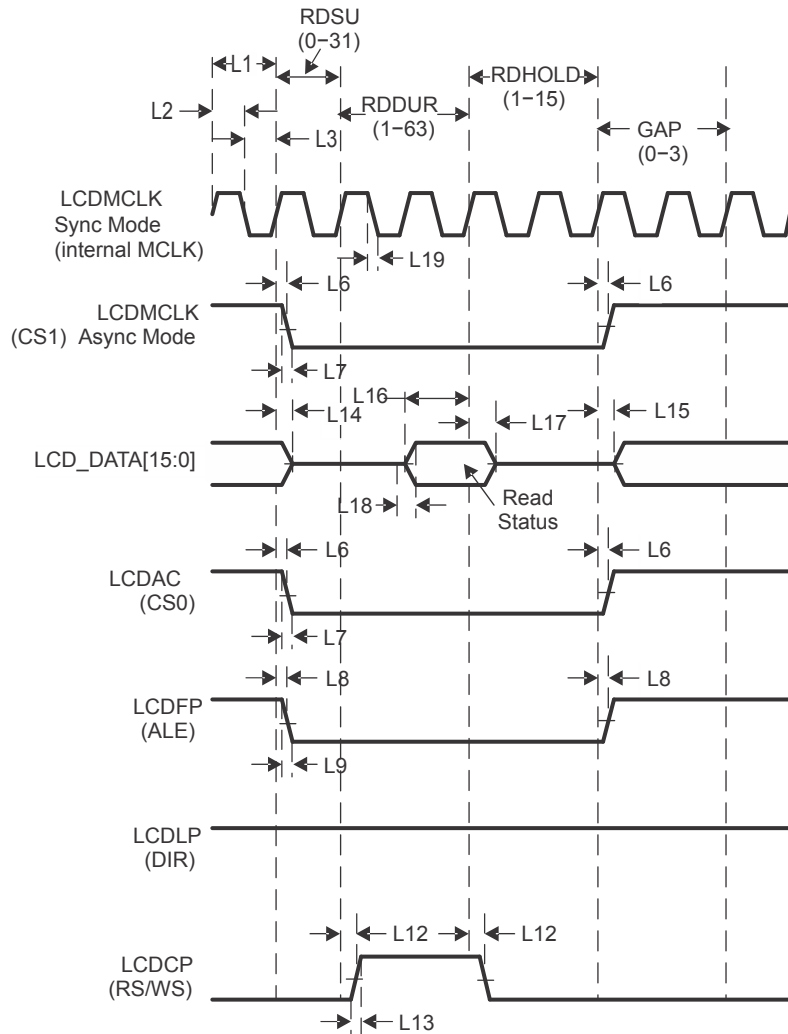 RDSU
(0−31)
L1
RDHOLD
(1−15)
L2
RDDUR
(1−63)
GAP
(0−3)
L3
LCDMCLK
Sync Mode
(internal MCLK)
L19
L6
L6
LCDMCLK
(CS1) Async Mode
L7
L16
L14
L17
L15
LCD_DATA[15:0]
L18
Read
Status
L6
L6
LCDAC
(CS0)
L7
L8
L8
LCDFP
(ALE)
L9
LCDLP
(DIR)
L12
L12
LCDCP
(RS/WS)
L13